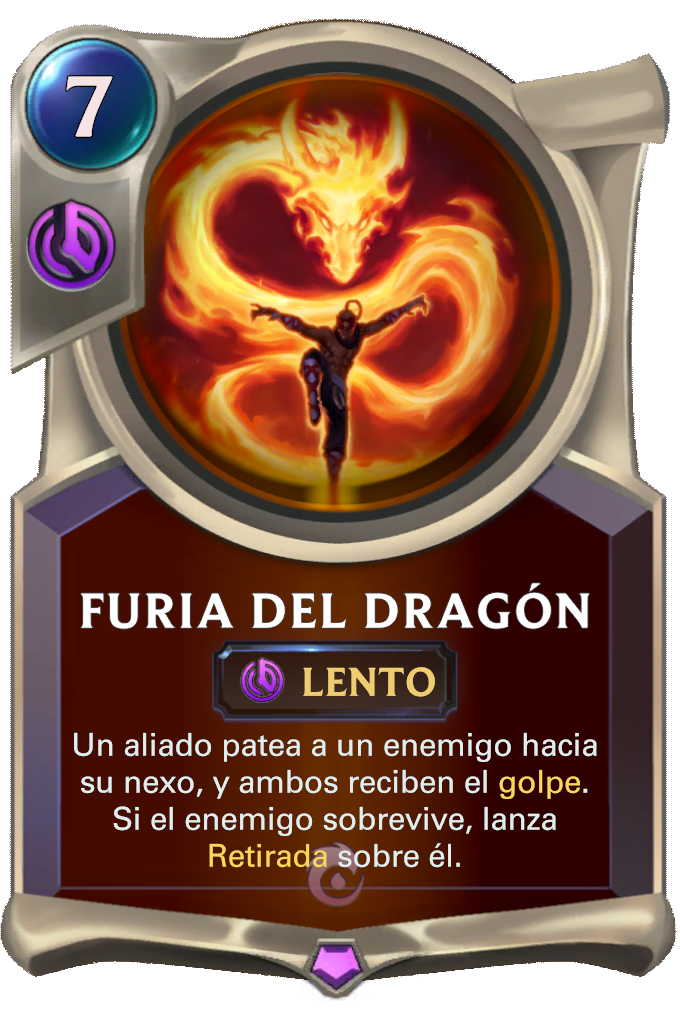 7
FURIA DEL DRAGÓN
LENTO
Un aliado patea a un enemigo hacia
su nexo, y ambos reciben el golpe.
Si el enemigo sobrevive, lanza
Retirada sobre él.